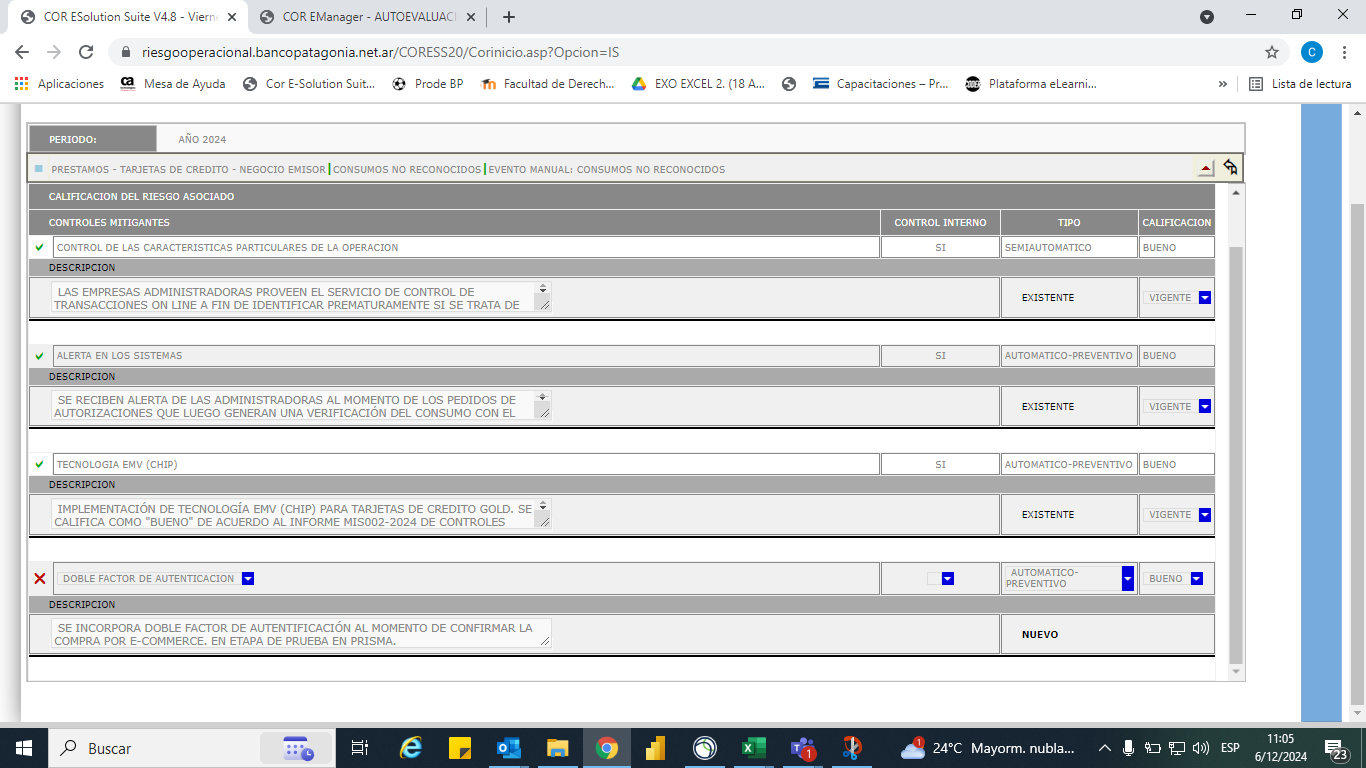 COR ESolution Suite V4.8 - Vierne
COR EManager - AUTOEVALUACI
riesgooperacional.bancopatagonia.net.ar/CORESS20/Corinicio.asp?Opcion=IS
C
Aplicaciones
ca Mesa de Ayuda
Cor E-Solution Suit...
Prode BP
Facultad de Derech...
EXO EXCEL 2. (18 A...
Capacitaciones – Pr...
CODER Plataforma eLearni...
»
Lista de lectura
PERIODO: AÑO 2024
PRESTAMOS - TARJETAS DE CREDITO - NEGOCIO EMISOR | CONSUMOS NO RECONOCIDOS | EVENTO MANUAL: CONSUMOS NO RECONOCIDOS
CALIFICACION DEL RIESGO ASOCIADO
CONTROLES MITIGANTES CONTROL INTERNO TIPO CALIFICACION
CONTROL DE LAS CARACTERISTICAS PARTICULARES DE LA OPERACION SI SEMIAUTOMATICO BUENO
DESCRIPCION
LAS EMPRESAS ADMINISTRADORAS PROVEEN EL SERVICIO DE CONTROL DE
TRANSACCIONES ON LINE A FIN DE IDENTIFICAR PREMATURAMENTE SI SE TRATA DE
EXISTENTE VIGENTE
ALERTA EN LOS SISTEMAS SI AUTOMATICO-PREVENTIVO BUENO
DESCRIPCION
SE RECIBEN ALERTA DE LAS ADMINISTRADORAS AL MOMENTO DE LOS PEDIDOS DE
AUTORIZACIONES QUE LUEGO GENERAN UNA VERIFICACIÓN DEL CONSUMO CON EL
EXISTENTE VIGENTE
TECNOLOGIA EMV (CHIP) SI AUTOMATICO-PREVENTIVO BUENO
DESCRIPCION
IMPLEMENTACIÓN DE TECNOLOGÍA EMV (CHIP) PARA TARJETAS DE CREDITO GOLD. SE
CALIFICA COMO "BUENO" DE ACUERDO AL INFORME MIS002-2024 DE CONTROLES
EXISTENTE VIGENTE
DOBLE FACTOR DE AUTENTICACION
AUTOMATICO-
PREVENTIVO
BUENO
DESCRIPCION
SE INCORPORA DOBLE FACTOR DE AUTENTIFICACIÓN AL MOMENTO DE CONFIRMAR LA
COMPRA POR E-COMMERCE. EN ETAPA DE PRUEBA EN PRISMA.
NUEVO
Buscar
1
1
24°C Mayorm. nubla...
ESP
11:05
6/12/2024
23